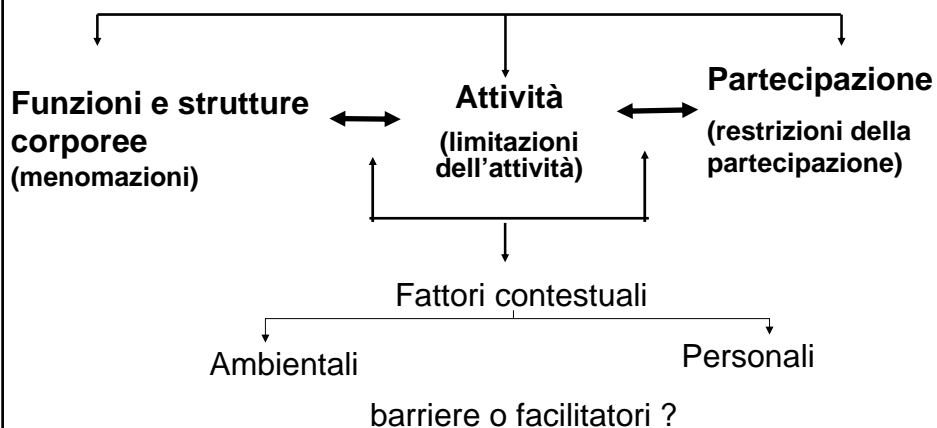 Funzioni e strutture
corporee
(menomazioni)
Attività
(limitazioni
dell’attività)
Partecipazione
(restrizioni della
partecipazione)
Fattori contestuali
Ambientali
Personali
barriere o facilitatori ?